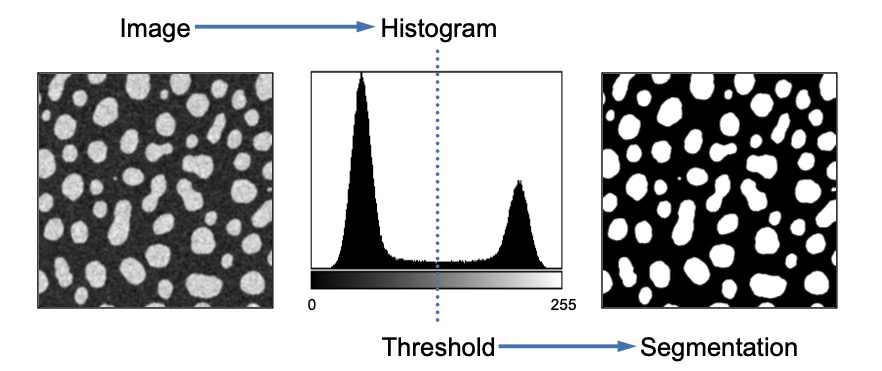 Image
Histogram
0
255
Threshold
Segmentation